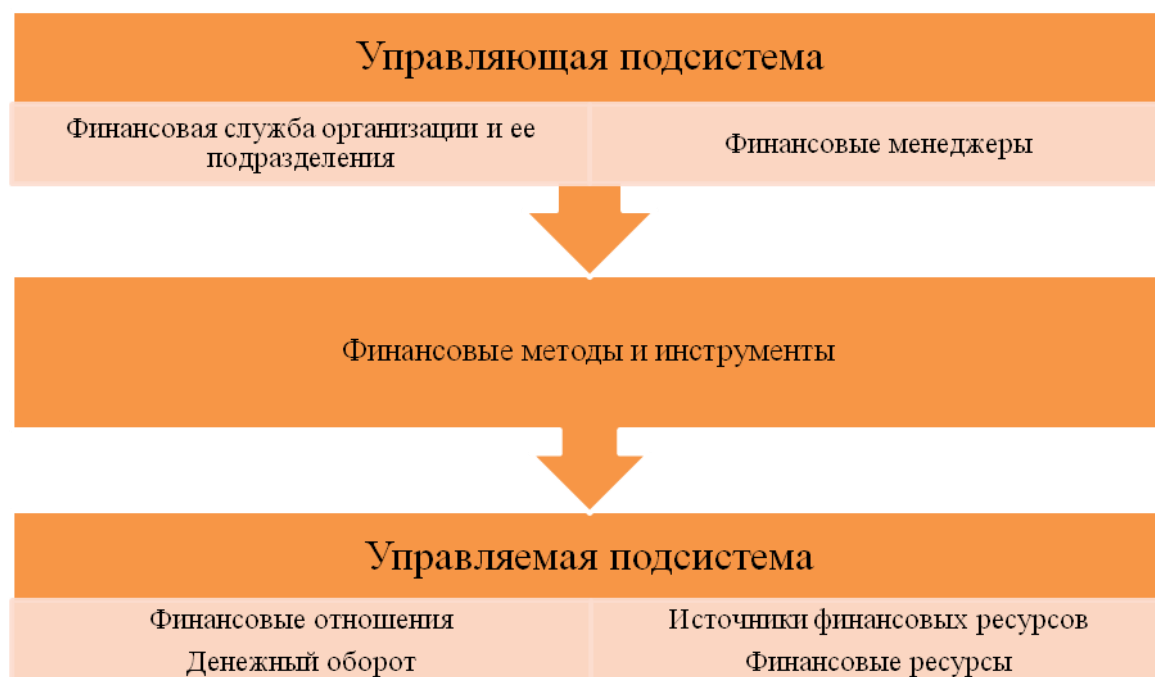 Управляющая подсистема
Финансовая служба организации и ее
подразделения
Финансовые менеджеры
Финансовые методы и инструменты
Управляемая подсистема
Финансовые отношения
Денежный оборот
Источники финансовых ресурсов
Финансовые ресурсы